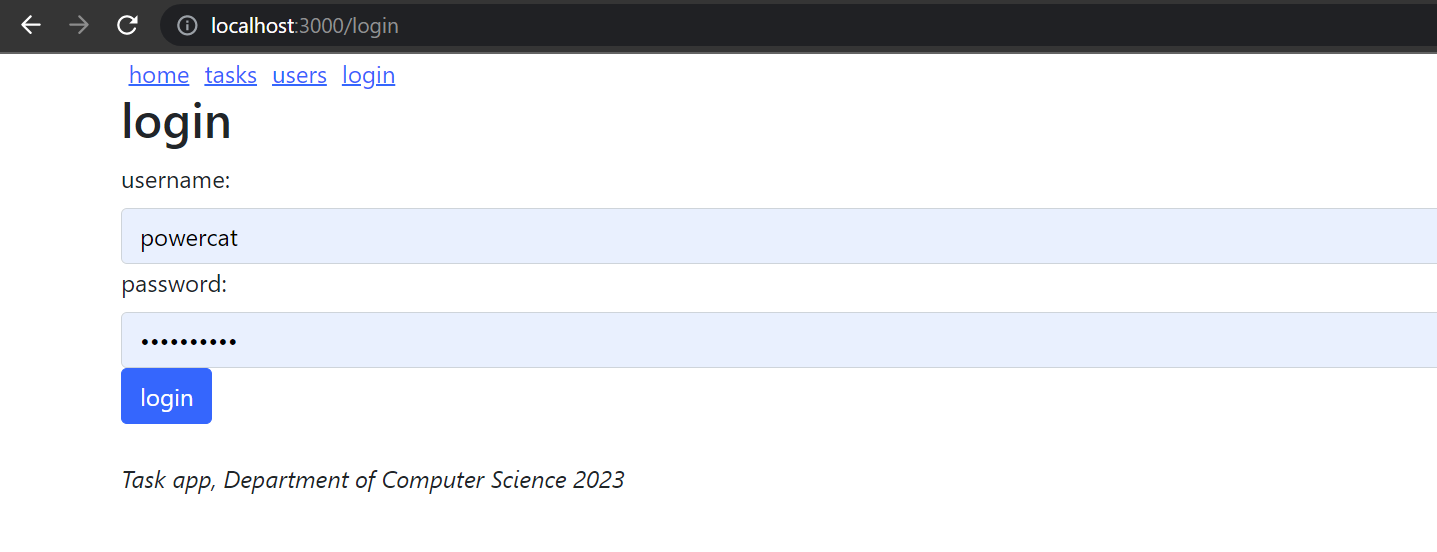 localhost:3000/login
home tasks users login
login
username:
powercat
password:
••••••••••
login
Task app, Department of Computer Science 2023